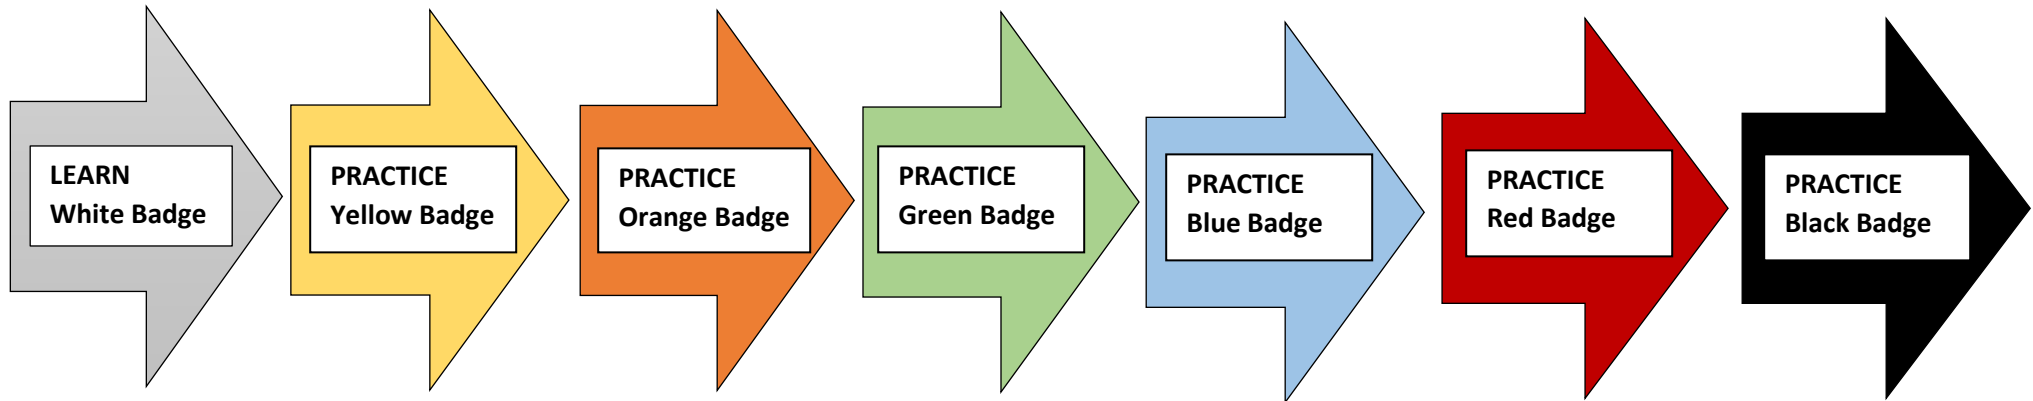 LEARN
White Badge
PRACTICE
Yellow Badge
PRACTICE
Orange Badge
PRACTICE
Green Badge
PRACTICE
Blue Badge
PRACTICE
Red Badge
PRACTICE
Black Badge